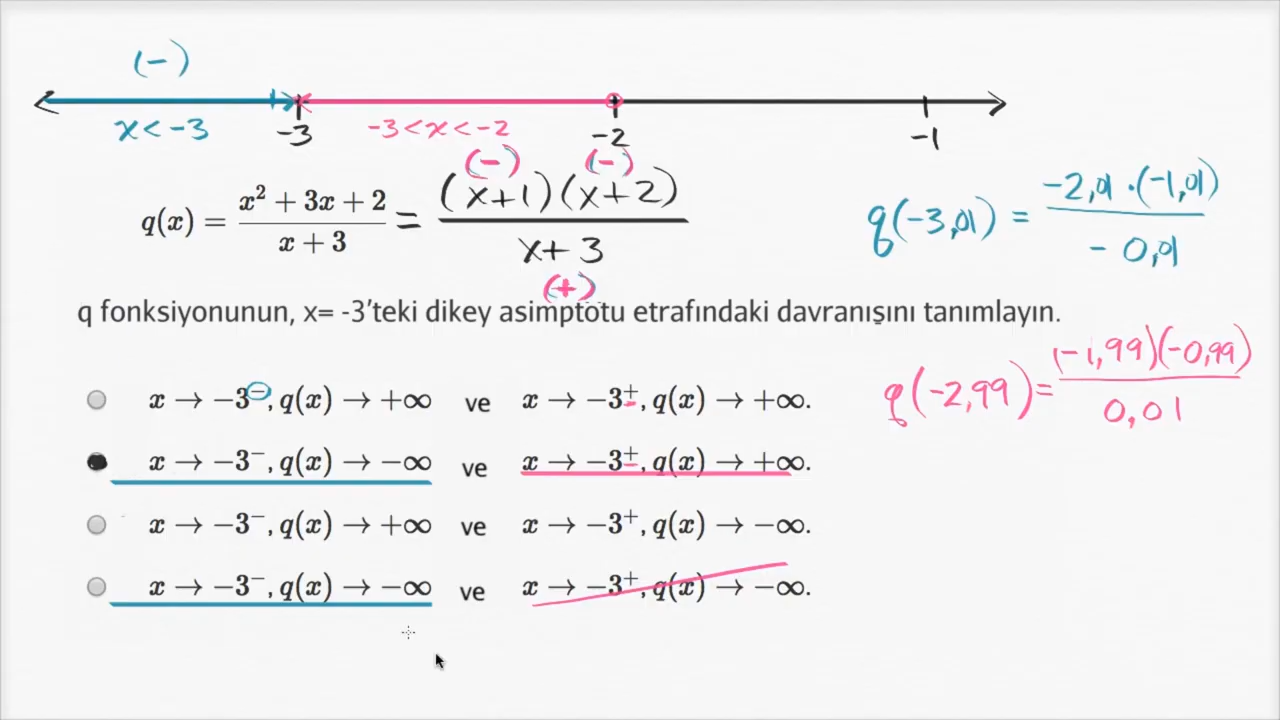 (-)
x < -3
-3
-3 < x < -2
-2
-1
(-) (-)
q(x) = x² + 3x + 2 / x + 3 = (x+1)(x+2) / x+3
(+)
q(-3,01) = -2,01 · (-1,01) / - 0,01
q fonksiyonunun, x= -3'teki dikey asimptotu etrafındaki davranışını tanımlayın.
q(-2,99) = (-1,99)(-0,99) / 0,01
x → −3⁻, q(x) → +∞ ve x → −3⁺, q(x) → +∞.
x → −3⁻, q(x) → −∞ ve x → −3⁺, q(x) → +∞.
x → −3⁻, q(x) → +∞ ve x → −3⁺, q(x) → −∞.
x → −3⁻, q(x) → −∞ ve x → −3⁺, q(x) → −∞.